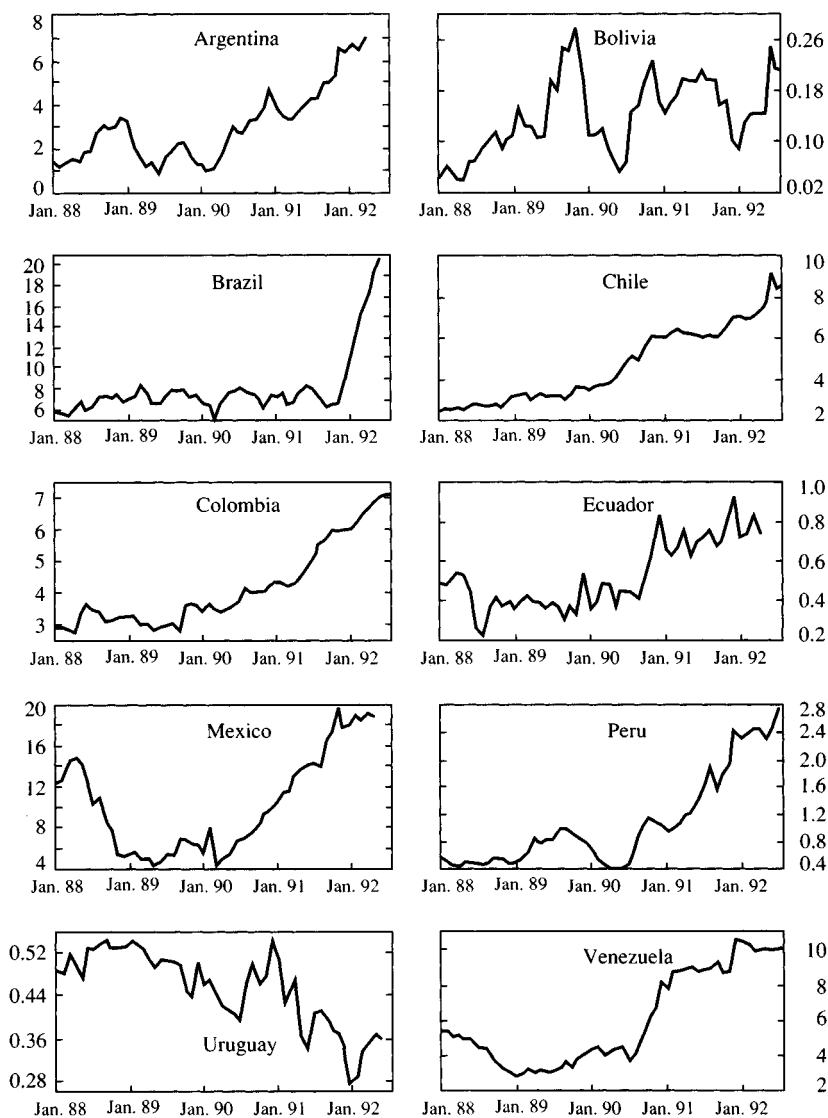 Argentina
8
6
4
2
0
Jan. 88 Jan. 89 Jan. 90 Jan. 91 Jan. 92
Bolivia
0.26
0.18
0.10
0.02
Jan. 88 Jan. 89 Jan. 90 Jan. 91 Jan. 92
Brazil
20
18
16
14
12
10
8
6
Jan. 88 Jan. 89 Jan. 90 Jan. 91 Jan. 92
Chile
10
8
6
4
2
Jan. 88 Jan. 89 Jan. 90 Jan. 91 Jan. 92
Colombia
7
6
5
4
3
Jan. 88 Jan. 89 Jan. 90 Jan. 91 Jan. 92
Ecuador
1.0
0.8
0.6
0.4
0.2
Jan. 88 Jan. 89 Jan. 90 Jan. 91 Jan. 92
Mexico
20
16
12
8
4
Jan. 88 Jan. 89 Jan. 90 Jan. 91 Jan. 92
Peru
2.8
2.4
2.0
1.6
1.2
0.8
0.4
Jan. 88 Jan. 89 Jan. 90 Jan. 91 Jan. 92
Uruguay
0.52
0.44
0.36
0.28
Jan. 88 Jan. 89 Jan. 90 Jan. 91 Jan. 92
Venezuela
10
8
6
4
2
Jan. 88 Jan. 89 Jan. 90 Jan. 91 Jan. 92